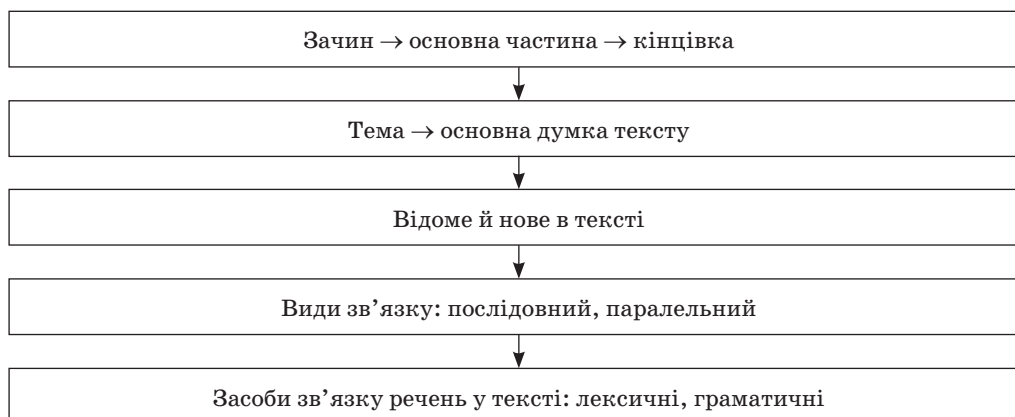 Зачин → основна частина → кінцівка
Тема → основна думка тексту
Відоме й нове в тексті
Види зв’язку: послідовний, паралельний
Засоби зв’язку речень у тексті: лексичні, граматичні